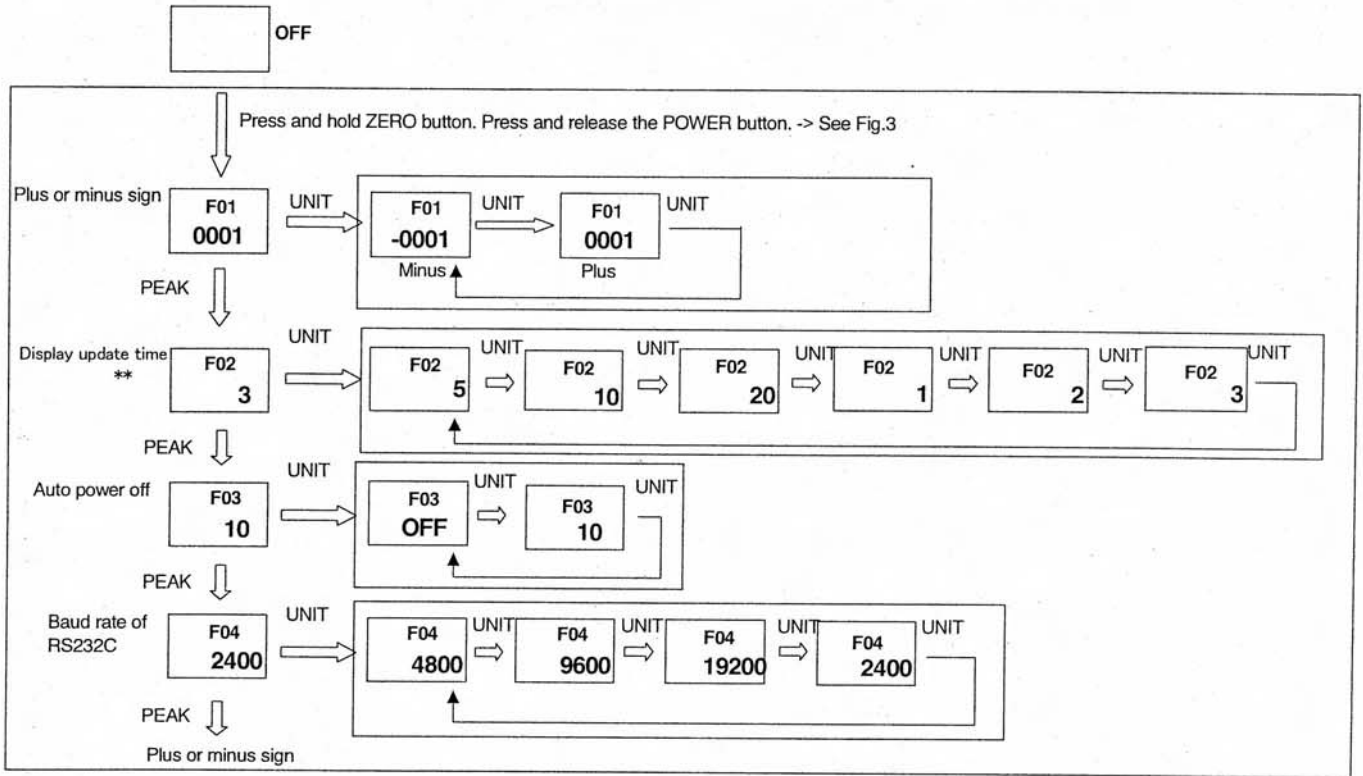 OFF
Press and hold ZERO button. Press and release the POWER button. -> See Fig.3
Plus or minus sign
F01
0001
UNIT
F01
-0001
Minus
UNIT
F01
0001
Plus
UNIT
PEAK
Display update time
**
F02
3
UNIT
F02
5
UNIT
F02
10
UNIT
F02
20
UNIT
F02
1
UNIT
F02
2
UNIT
F02
3
UNIT
PEAK
Auto power off
F03
10
UNIT
F03
OFF
UNIT
F03
10
UNIT
PEAK
Baud rate of
RS232C
F04
2400
UNIT
F04
4800
UNIT
F04
9600
UNIT
F04
19200
UNIT
F04
2400
UNIT
PEAK
Plus or minus sign